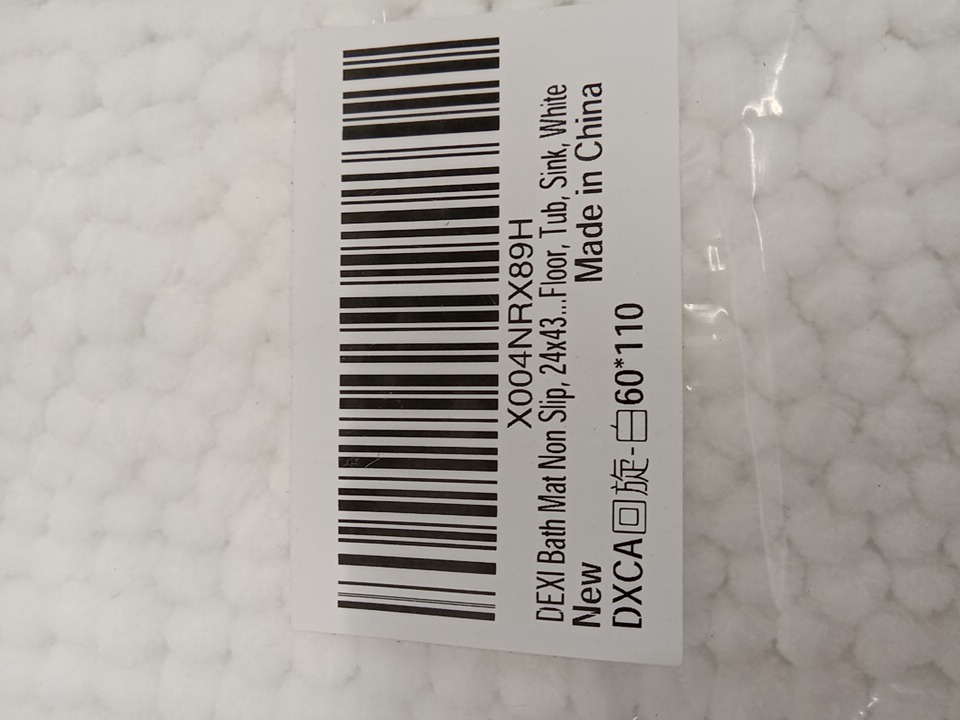 X004NRX89H
DEXI Bath Mat Non Slip, 24x43...Floor, Tub, Sink, White
New Made in China
DXCA回旋-白60*110